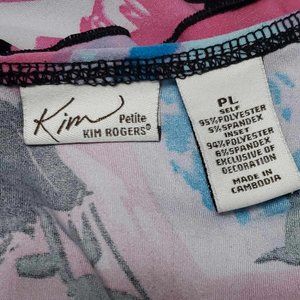 Kim
Petite
KIM ROGERS®
PL
SELF
95% POLYESTER
5% SPANDEX
INSET
94% POLYESTER
6% SPANDEX
EXCLUSIVE OF
DECORATION
MADE IN
CAMBODIA